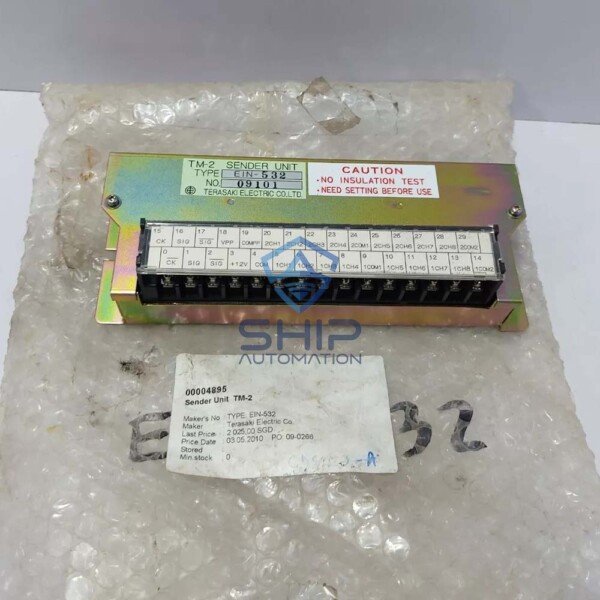 TM-2 SENDER UNIT
TYPE EIN-532
NO. 09101
TERASAKI ELECTRIC CO.,LTD.
CAUTION
• NO INSULATION TEST
• NEED SETTING BEFORE USE
15 16 17 18 19 20 21 22 23 24 25 26 27 28 29
CK SIG SIG VPP COMPP 2CH1 2CH3 2CH4 2COM1 2CH5 2CH6 2CH7 2CH8 2COM2
0 1 2 3 4 8 9 10 11 12 13 14
CK SIG SIG +12V COM 1CH1 1CH4 1COM1 1CH5 1CH6 1CH7 1CH8 1COM2
SHIP
AUTOMATION
00004895
Sender Unit TM-2
Maker's No TYPE. EIN-532
Maker Terasaki Electric Co.
Last Price 2 025,00 SGD
Price Date 03.05.2010 PO: 09-0266
Stored
Min.stock 0
32